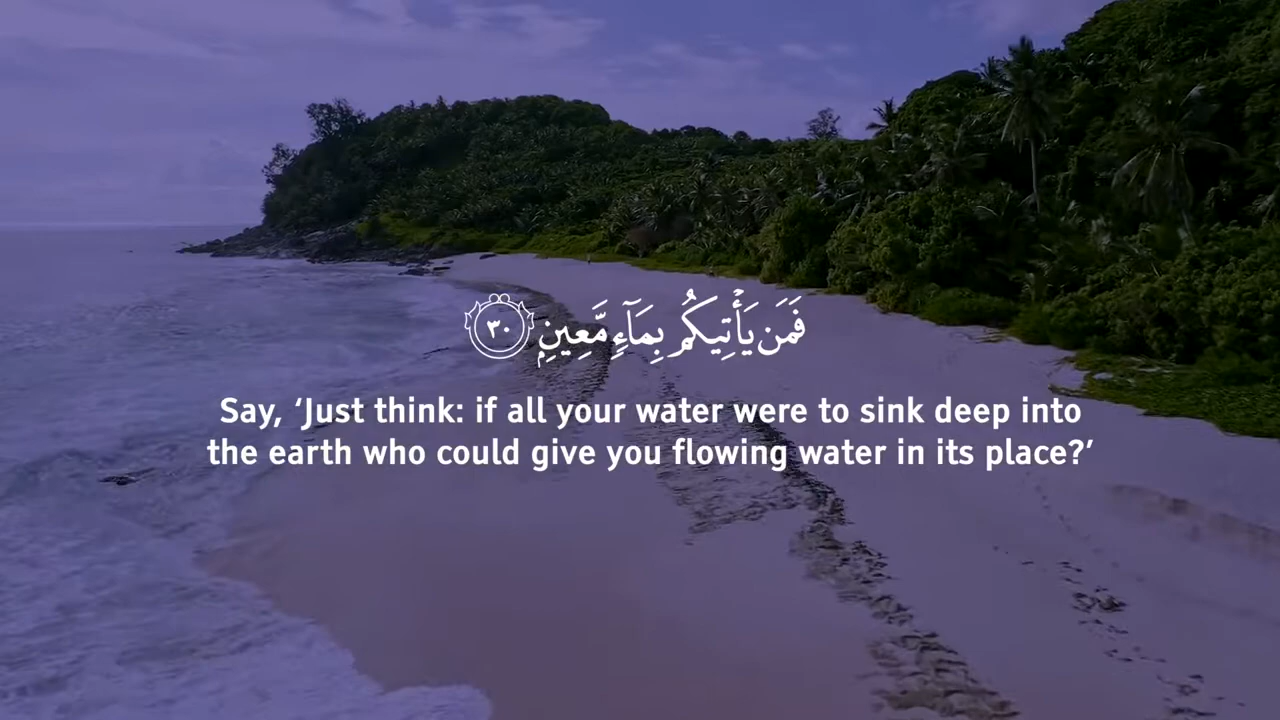 فَمَن يَأْتِيكُم بِمَآءٍ مَّعِينٍۭ ٣٠
Say, ‘Just think: if all your water were to sink deep into
the earth who could give you flowing water in its place?’